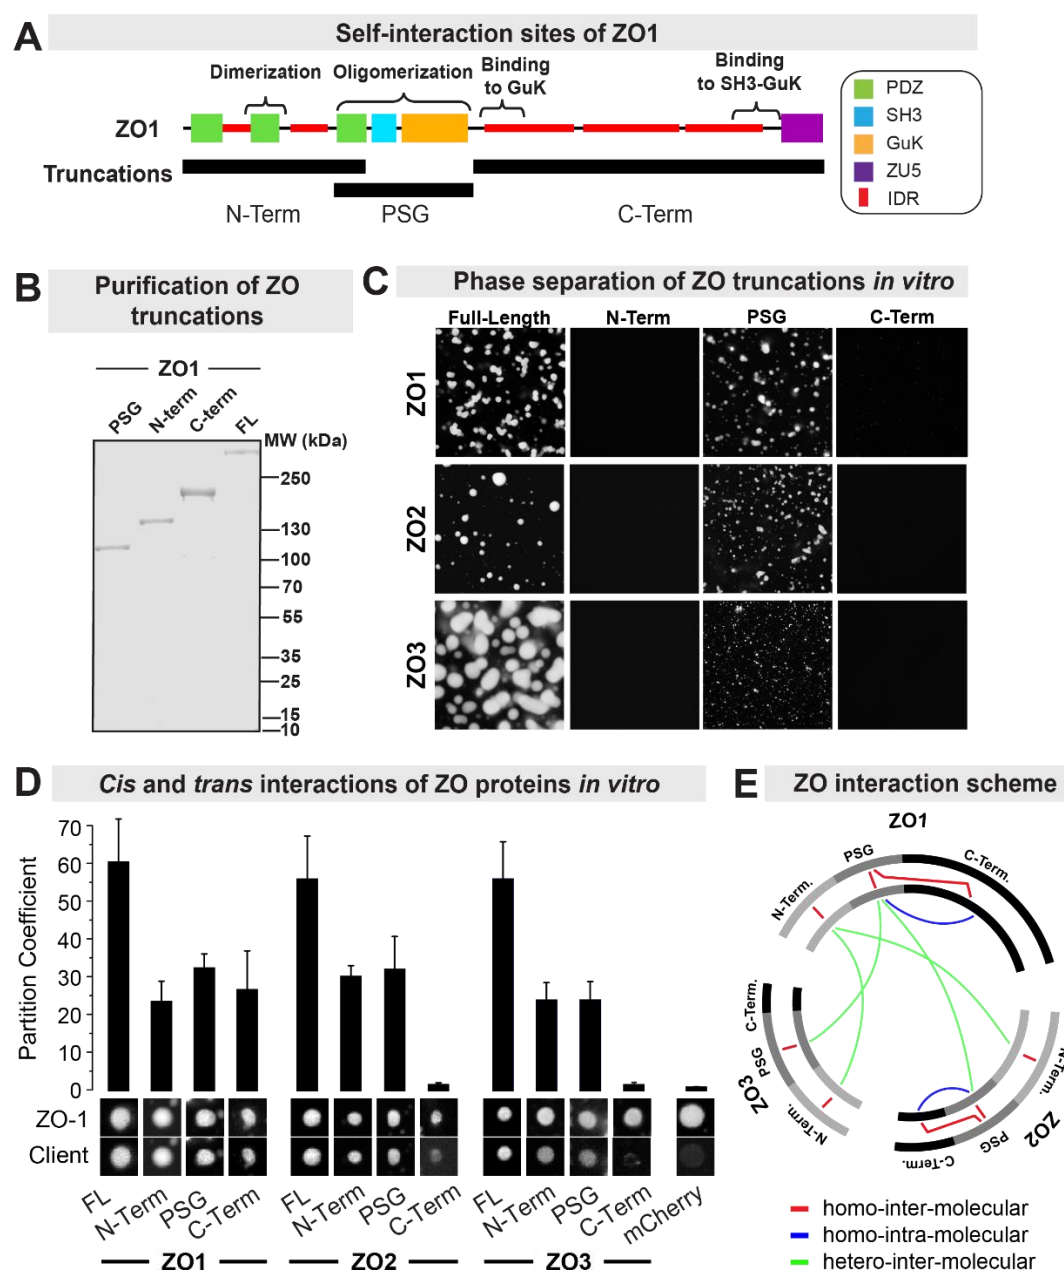 A
Self-interaction sites of ZO1
Dimerization
Oligomerization
Binding
to GuK
Binding
to SH3-GuK
ZO1
Truncations
N-Term
PSG
C-Term
PDZ
SH3
GuK
ZU5
IDR
B
Purification of ZO
truncations
ZO1
PSG
N-term
C-term
FL
MW (kDa)
250
130
100
70
55
35
25
15
10
C
Phase separation of ZO truncations in vitro
Full-Length
N-Term
PSG
C-Term
ZO1
ZO2
ZO3
D
Cis and trans interactions of ZO proteins in vitro
Partition Coefficient
70
60
50
40
30
20
10
0
ZO-1
Client
FL
N-Term
PSG
C-Term
FL
N-Term
PSG
C-Term
FL
N-Term
PSG
C-Term
mCherry
ZO1
ZO2
ZO3
E
ZO interaction scheme
ZO1
N-Term.
PSG
C-Term.
C-Term.
PSG
N-Term.
ZO3
N-Term.
PSG
C-Term.
ZO2
homo-inter-molecular
homo-intra-molecular
hetero-inter-molecular